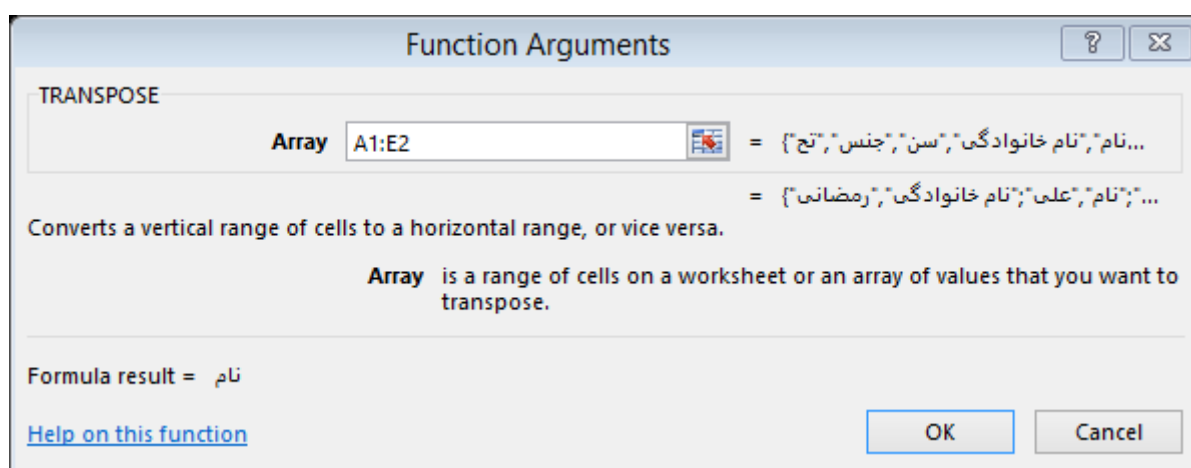 Function Arguments
TRANSPOSE
Array A1:E2 = {"نام","نام خانوادگی","سن","جنس","تح...
= {"نام","علی";"نام خانوادگی","رمضانی";"...
Converts a vertical range of cells to a horizontal range, or vice versa.
Array is a range of cells on a worksheet or an array of values that you want to
transpose.
Formula result = نام
Help on this function
OK Cancel